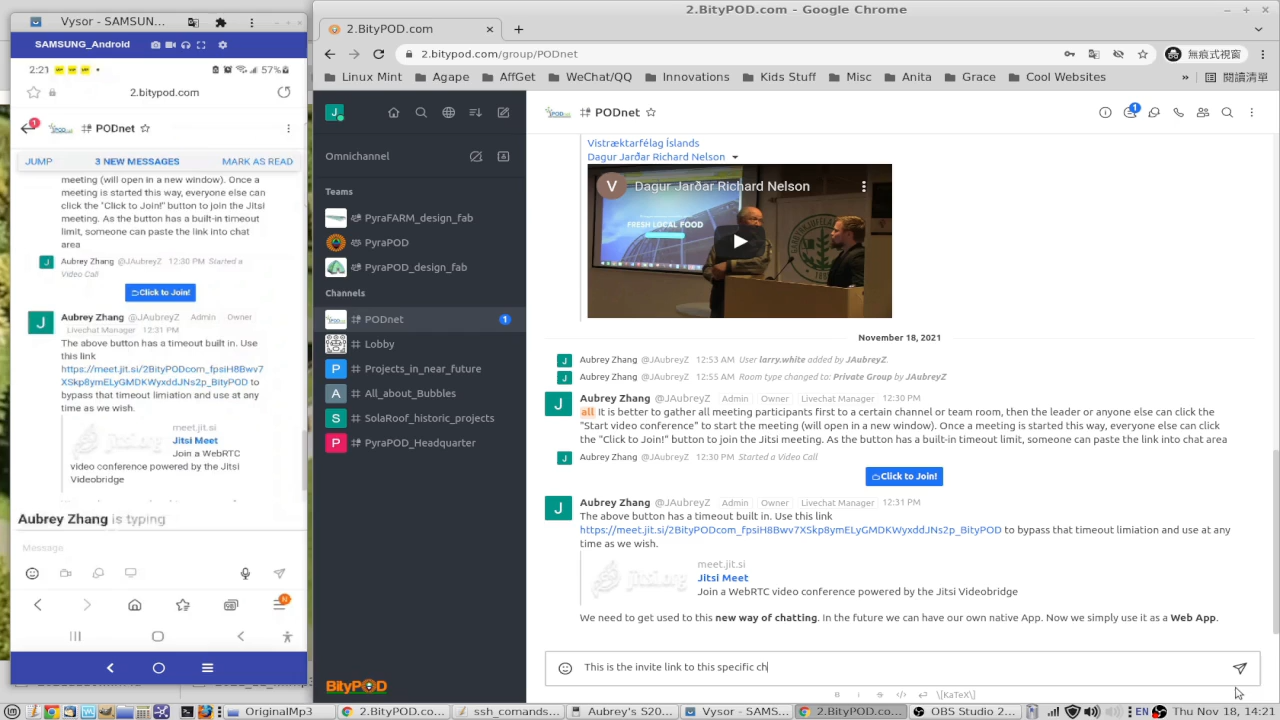 Vysor - SAMSUN...
SAMSUNG_Android
2:21
57%
2.bitypod.com
1
# PODnet
JUMP
3 NEW MESSAGES
MARK AS READ
meeting (will open in a new window). Once a
meeting is started this way, everyone else can
click the "Click to Join!" button to join the Jitsi
meeting. As the button has a built-in timeout
limit, someone can paste the link into chat
area
Aubrey Zhang @JAubreyZ 12:30 PM Started a
Video Call
Click to Join!
J
Aubrey Zhang @JAubreyZ Admin Owner
Livechat Manager 12:31 PM
The above button has a timeout built in. Use
this link
https://meet.jit.si/2BityPODcom_fpsiH8Bwv7
XSkp8ymELyGMDKWyxddJNs2p_BityPOD to
bypass that timeout limiation and use at any
time as we wish.
meet.jit.si
Jitsi Meet
Join a WebRTC
video conference powered by the Jitsi
Videobridge
Aubrey Zhang is typing
Message
N
2.BityPOD.com - Google Chrome
2.BityPOD.com
2.bitypod.com/group/PODnet
無痕式視窗
Linux Mint
Agape
AffGet
WeChat/QQ
Innovations
Kids Stuff
Misc
Anita
Grace
Cool Websites
»
閱讀清單
J
Omnichannel
Teams
PyraFARM_design_fab
PyraPOD
PyraPOD_design_fab
Channels
# PODnet 1
# Lobby
P # Projects_in_near_future
A # All_about_Bubbles
S # SolaRoof_historic_projects
P # PyraPOD_Headquarter
BityPOD
# PODnet
1
Vistræktarfélag Íslands
Dagur Jarðar Richard Nelson
V Dagur Jarðar Richard Nelson
FRESH LOCAL FOOD
November 18, 2021
J Aubrey Zhang @JAubreyZ 12:53 AM User larry.white added by JAubreyZ.
J Aubrey Zhang @JAubreyZ 12:55 AM Room type changed to: Private Group by JAubreyZ
J Aubrey Zhang @JAubreyZ Admin Owner Livechat Manager 12:30 PM
all It is better to gather all meeting participants first to a certain channel or team room, then the leader or anyone else can click the
"Start video conference" to start the meeting (will open in a new window). Once a meeting is started this way, everyone else can click
the "Click to Join!" button to join the Jitsi meeting. As the button has a built-in timeout limit, someone can paste the link into chat area
J Aubrey Zhang @JAubreyZ 12:30 PM Started a Video Call
Click to Join!
J Aubrey Zhang @JAubreyZ Admin Owner Livechat Manager 12:31 PM
The above button has a timeout built in. Use this link
https://meet.jit.si/2BityPODcom_fpsiH8Bwv7XSkp8ymELyGMDKWyxddJNs2p_BityPOD to bypass that timeout limiation and use at any
time as we wish.
Jitsi.org
meet.jit.si
Jitsi Meet
Join a WebRTC video conference powered by the Jitsi Videobridge
We need to get used to this new way of chatting. In the future we can have our own native App. Now we simply use it as a Web App.
This is the invite link to this specific ch
B i S </> \[KaTeX\]
OriginalMp3
2.BityPOD.co...
ssh_commands...
Aubrey's S20...
Vysor - SAMS...
2.BityPOD.co...
OBS Studio 2...
EN
Thu Nov 18, 14:21